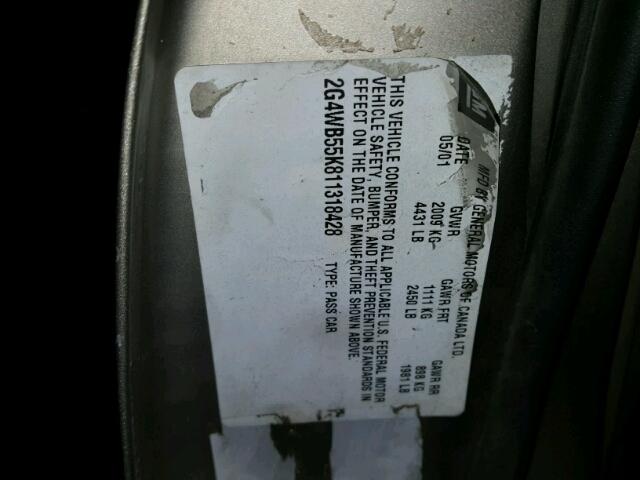 GM
MFD BY GENERAL MOTORS OF CANADA LTD.
DATE GVWR GAWR FRT GAWR RR
05/01 2009 KG 1111 KG 898 KG
4431 LB 2450 LB 1981 LB
THIS VEHICLE CONFORMS TO ALL APPLICABLE U.S. FEDERAL MOTOR
VEHICLE SAFETY, BUMPER, AND THEFT PREVENTION STANDARDS IN
EFFECT ON THE DATE OF MANUFACTURE SHOWN ABOVE.
2G4WB55K811318428 TYPE: PASS CAR